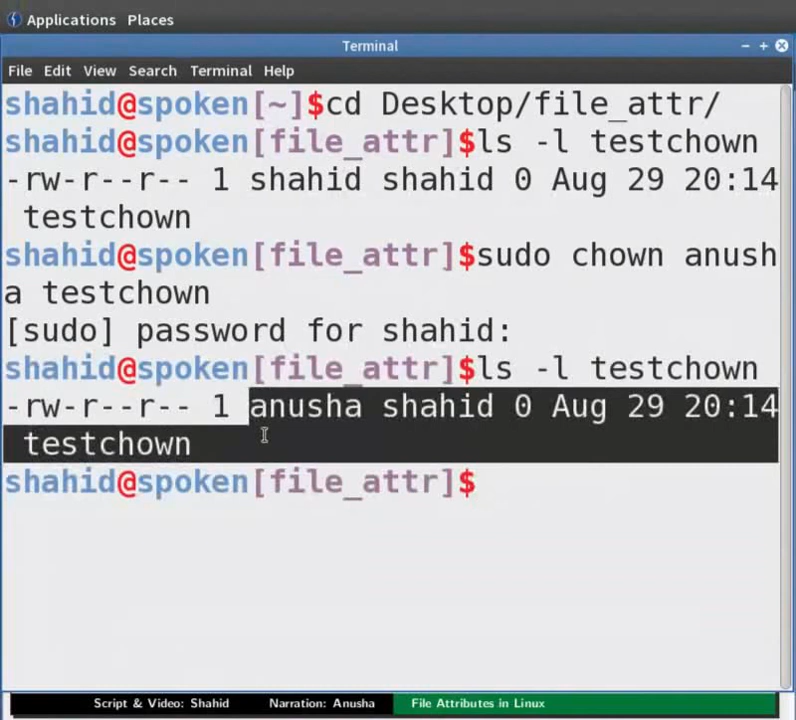 Applications Places
Terminal
File Edit View Search Terminal Help
shahid@spoken[~]$cd Desktop/file_attr/
shahid@spoken[file_attr]$ls -l testchown
-rw-r--r-- 1 shahid shahid 0 Aug 29 20:14
 testchown
shahid@spoken[file_attr]$sudo chown anush
a testchown
[sudo] password for shahid:
shahid@spoken[file_attr]$ls -l testchown
-rw-r--r-- 1 anusha shahid 0 Aug 29 20:14
 testchown
shahid@spoken[file_attr]$
Script & Video: Shahid Narration: Anusha File Attributes in Linux